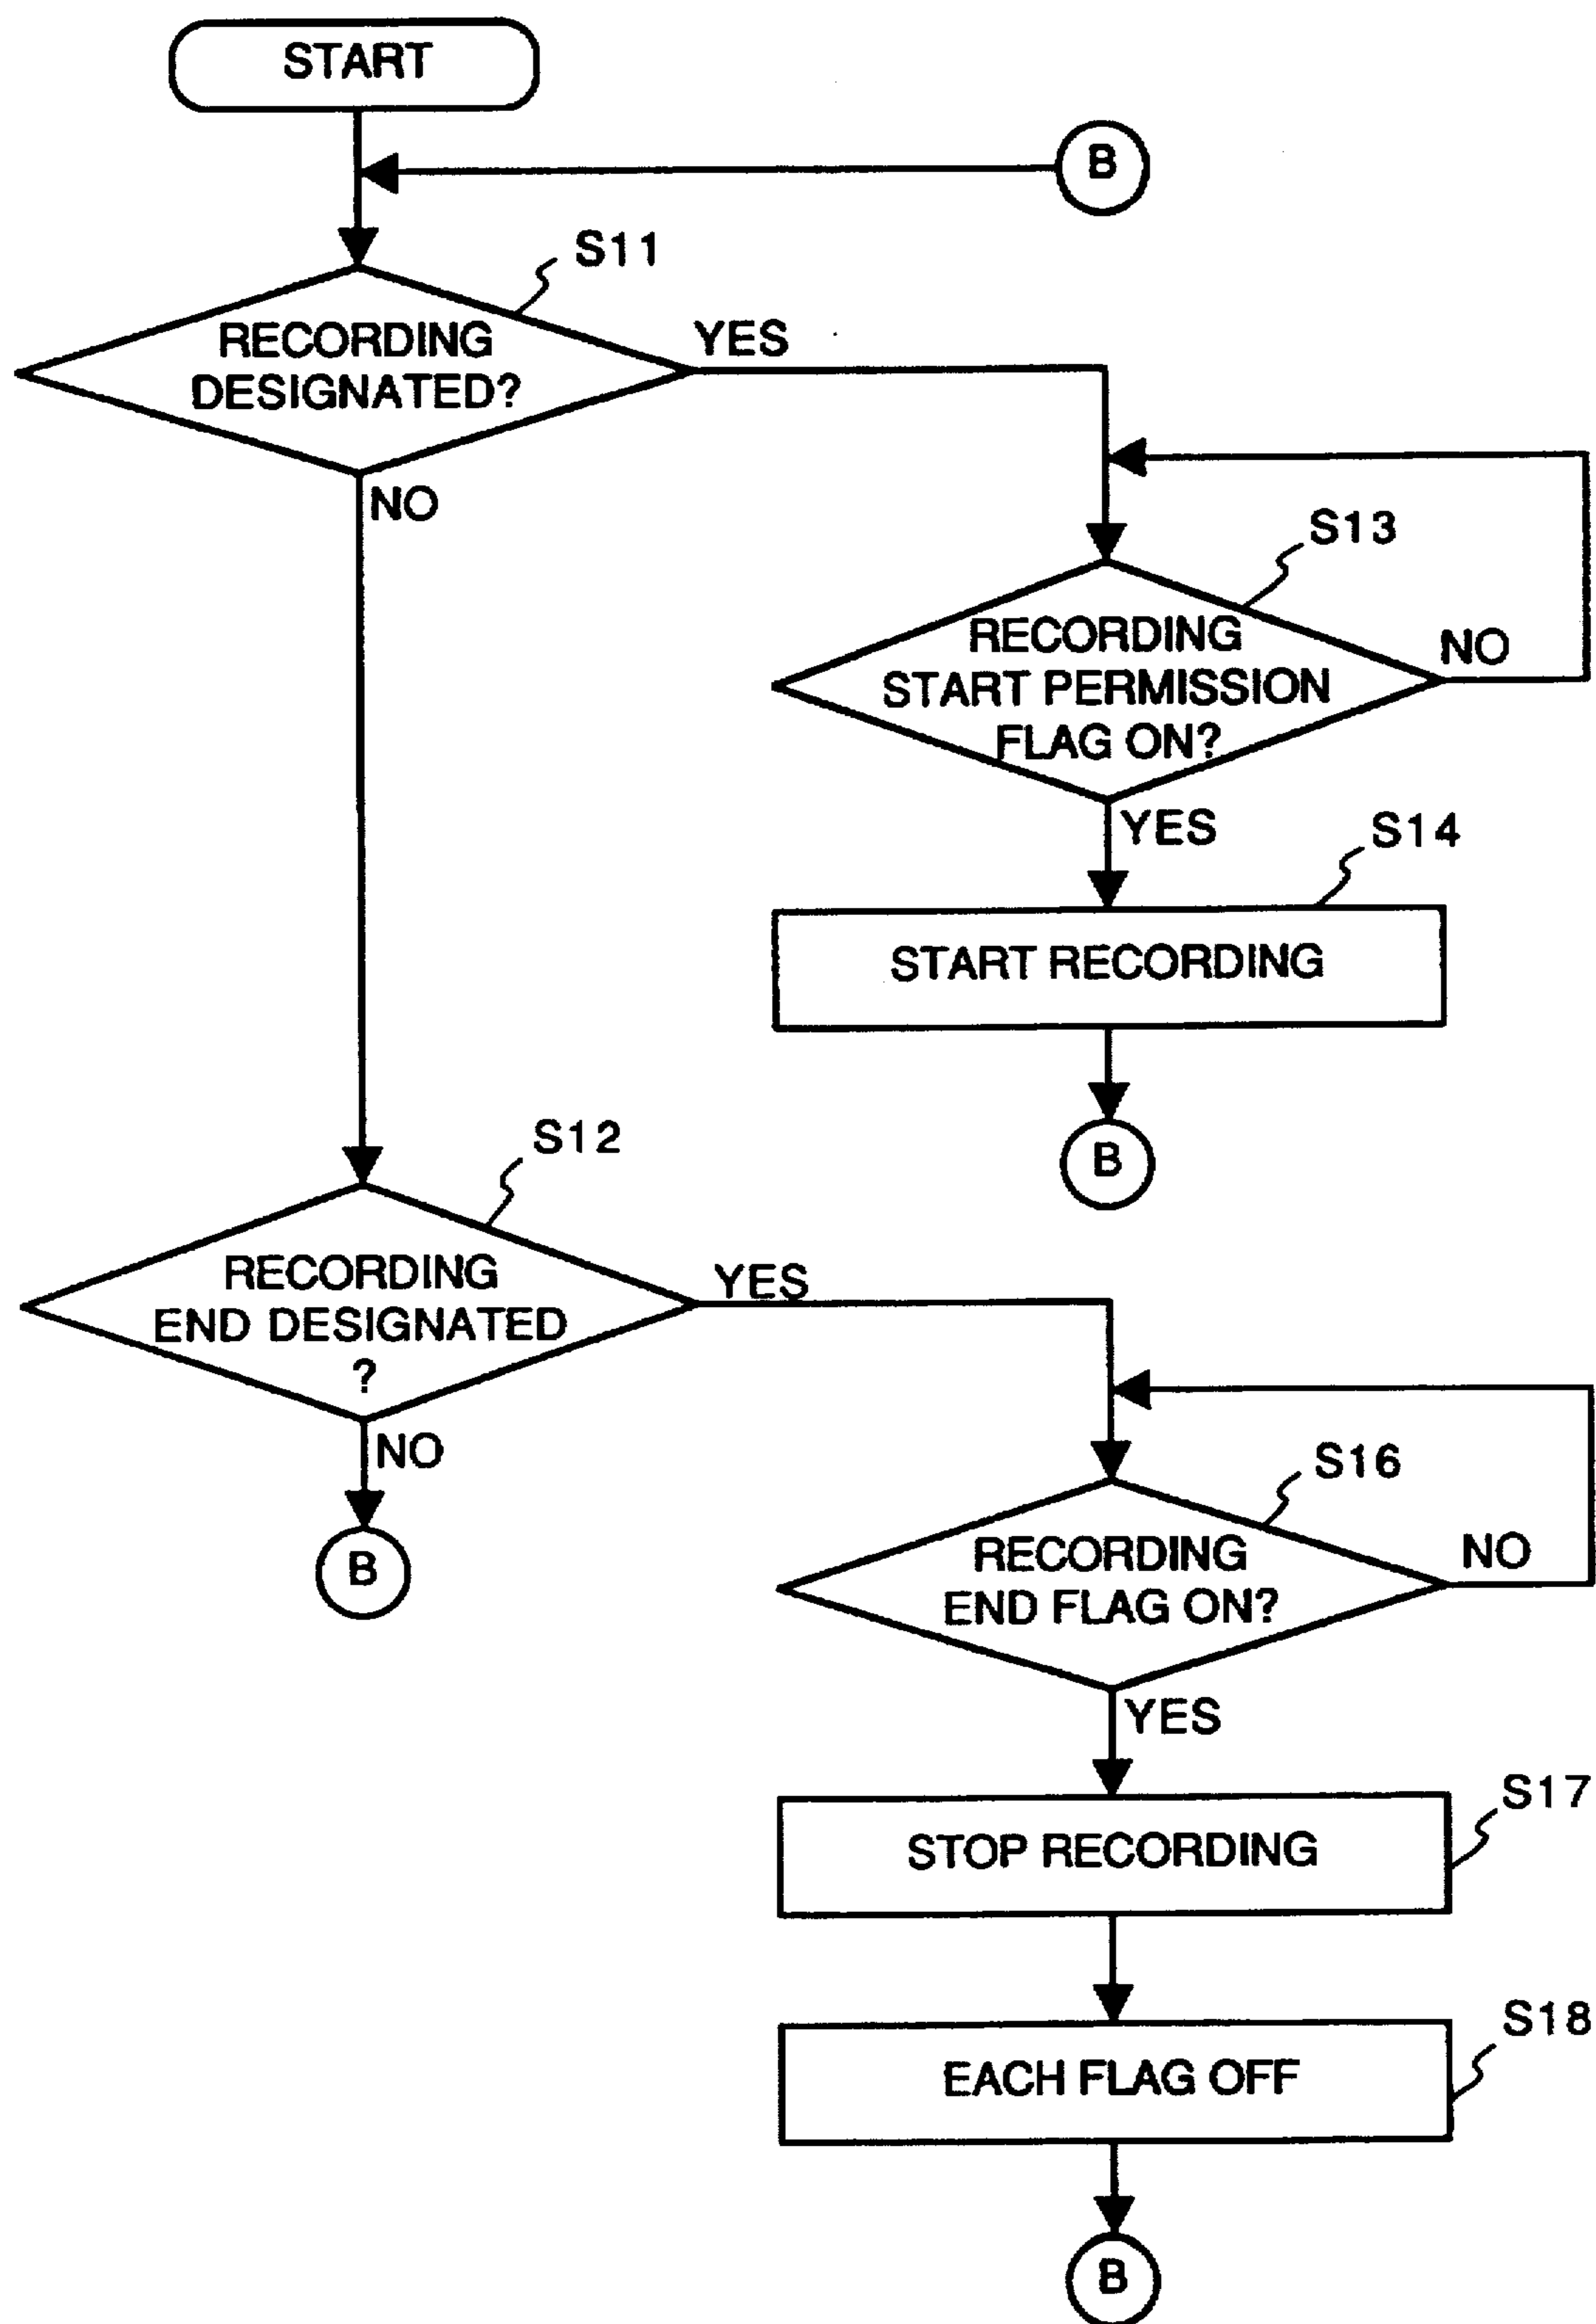 START
B
S11
RECORDING
DESIGNATED?
YES
NO
S13
RECORDING
START PERMISSION
FLAG ON?
NO
YES
S14
START RECORDING
B
S12
RECORDING
END DESIGNATED
?
YES
NO
B
S16
RECORDING
END FLAG ON?
NO
YES
S17
STOP RECORDING
S18
EACH FLAG OFF
B